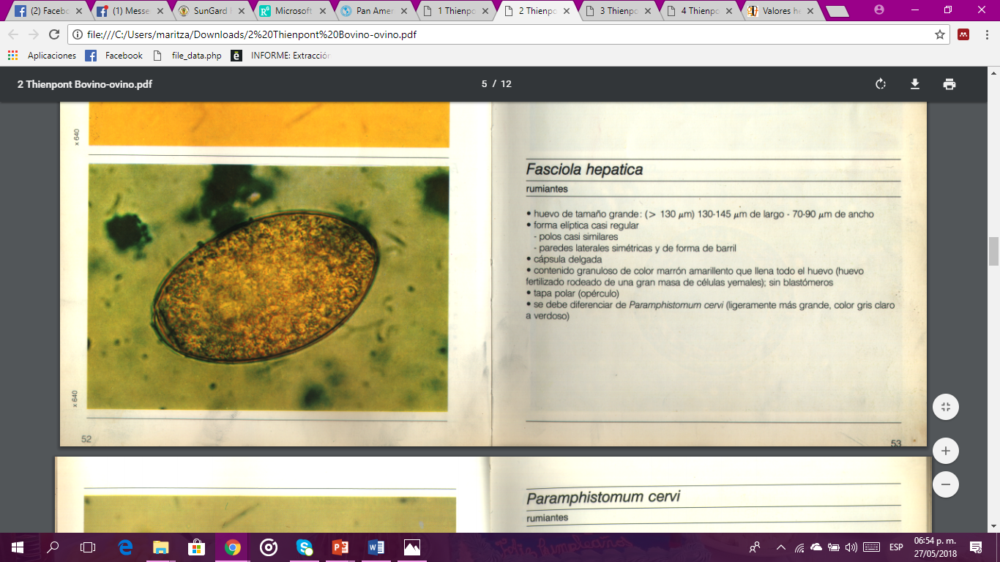 (2) Facebo
(1) Messe
SunGard
Microsoft
Pan Amer
1 Thienpo
2 Thienpo
3 Thienpo
4 Thienpo
Valores he
file:///C:/Users/maritza/Downloads/2%20Thienpont%20Bovino-ovino.pdf
Aplicaciones
Facebook
file_data.php
INFORME: Extracción
2 Thienpont Bovino-ovino.pdf
5 / 12
x 640
Fasciola hepatica
rumiantes
• huevo de tamaño grande: (> 130 µm) 130-145 µm de largo - 70-90 µm de ancho
• forma elíptica casi regular
- polos casi similares
- paredes laterales simétricas y de forma de barril
• cápsula delgada
• contenido granuloso de color marrón amarillento que llena todo el huevo (huevo
fertilizado rodeado de una gran masa de células yemales); sin blastómeros
• tapa polar (opérculo)
• se debe diferenciar de Paramphistomum cervi (ligeramente más grande, color gris claro
a verdoso)
x 640
52
53
Paramphistomum cervi
rumiantes
ESP
06:54 p. m.
27/05/2018